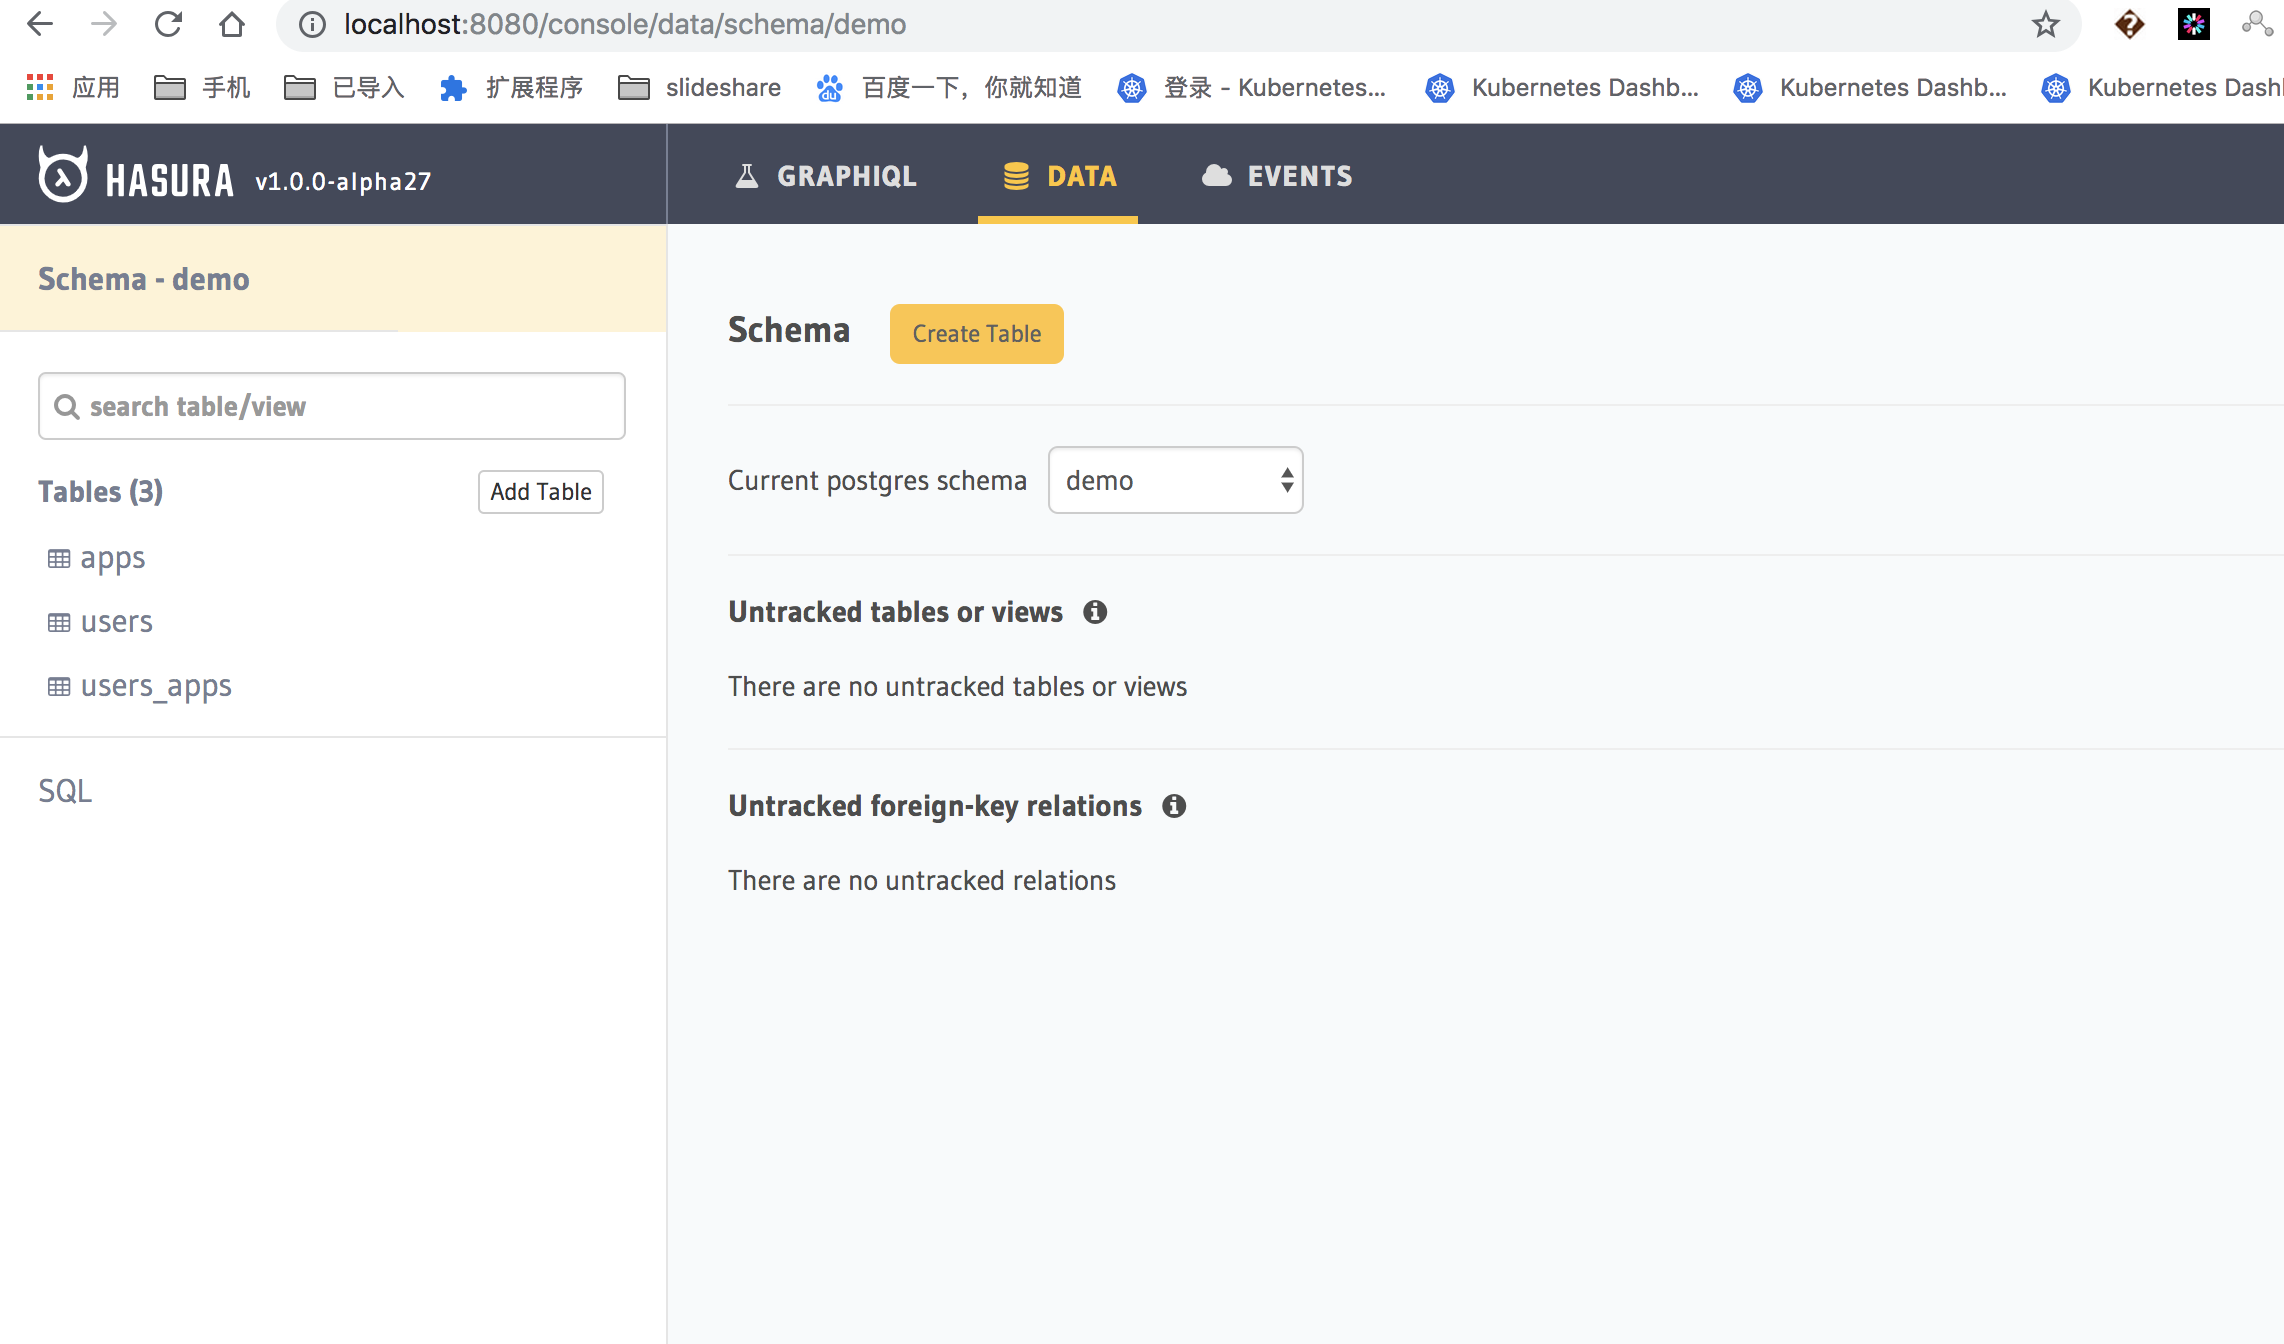 localhost:8080/console/data/schema/demo
应用 手机 已导入 扩展程序 slideshare 百度一下，你就知道 登录 - Kubernetes... Kubernetes Dashb... Kubernetes Dashb... Kubernetes Dash
HASURA v1.0.0-alpha27 GRAPHIQL DATA EVENTS
Schema - demo
Schema Create Table
search table/view
Current postgres schema demo
Tables (3) Add Table
apps
users
users_apps
Untracked tables or views
There are no untracked tables or views
SQL
Untracked foreign-key relations
There are no untracked relations